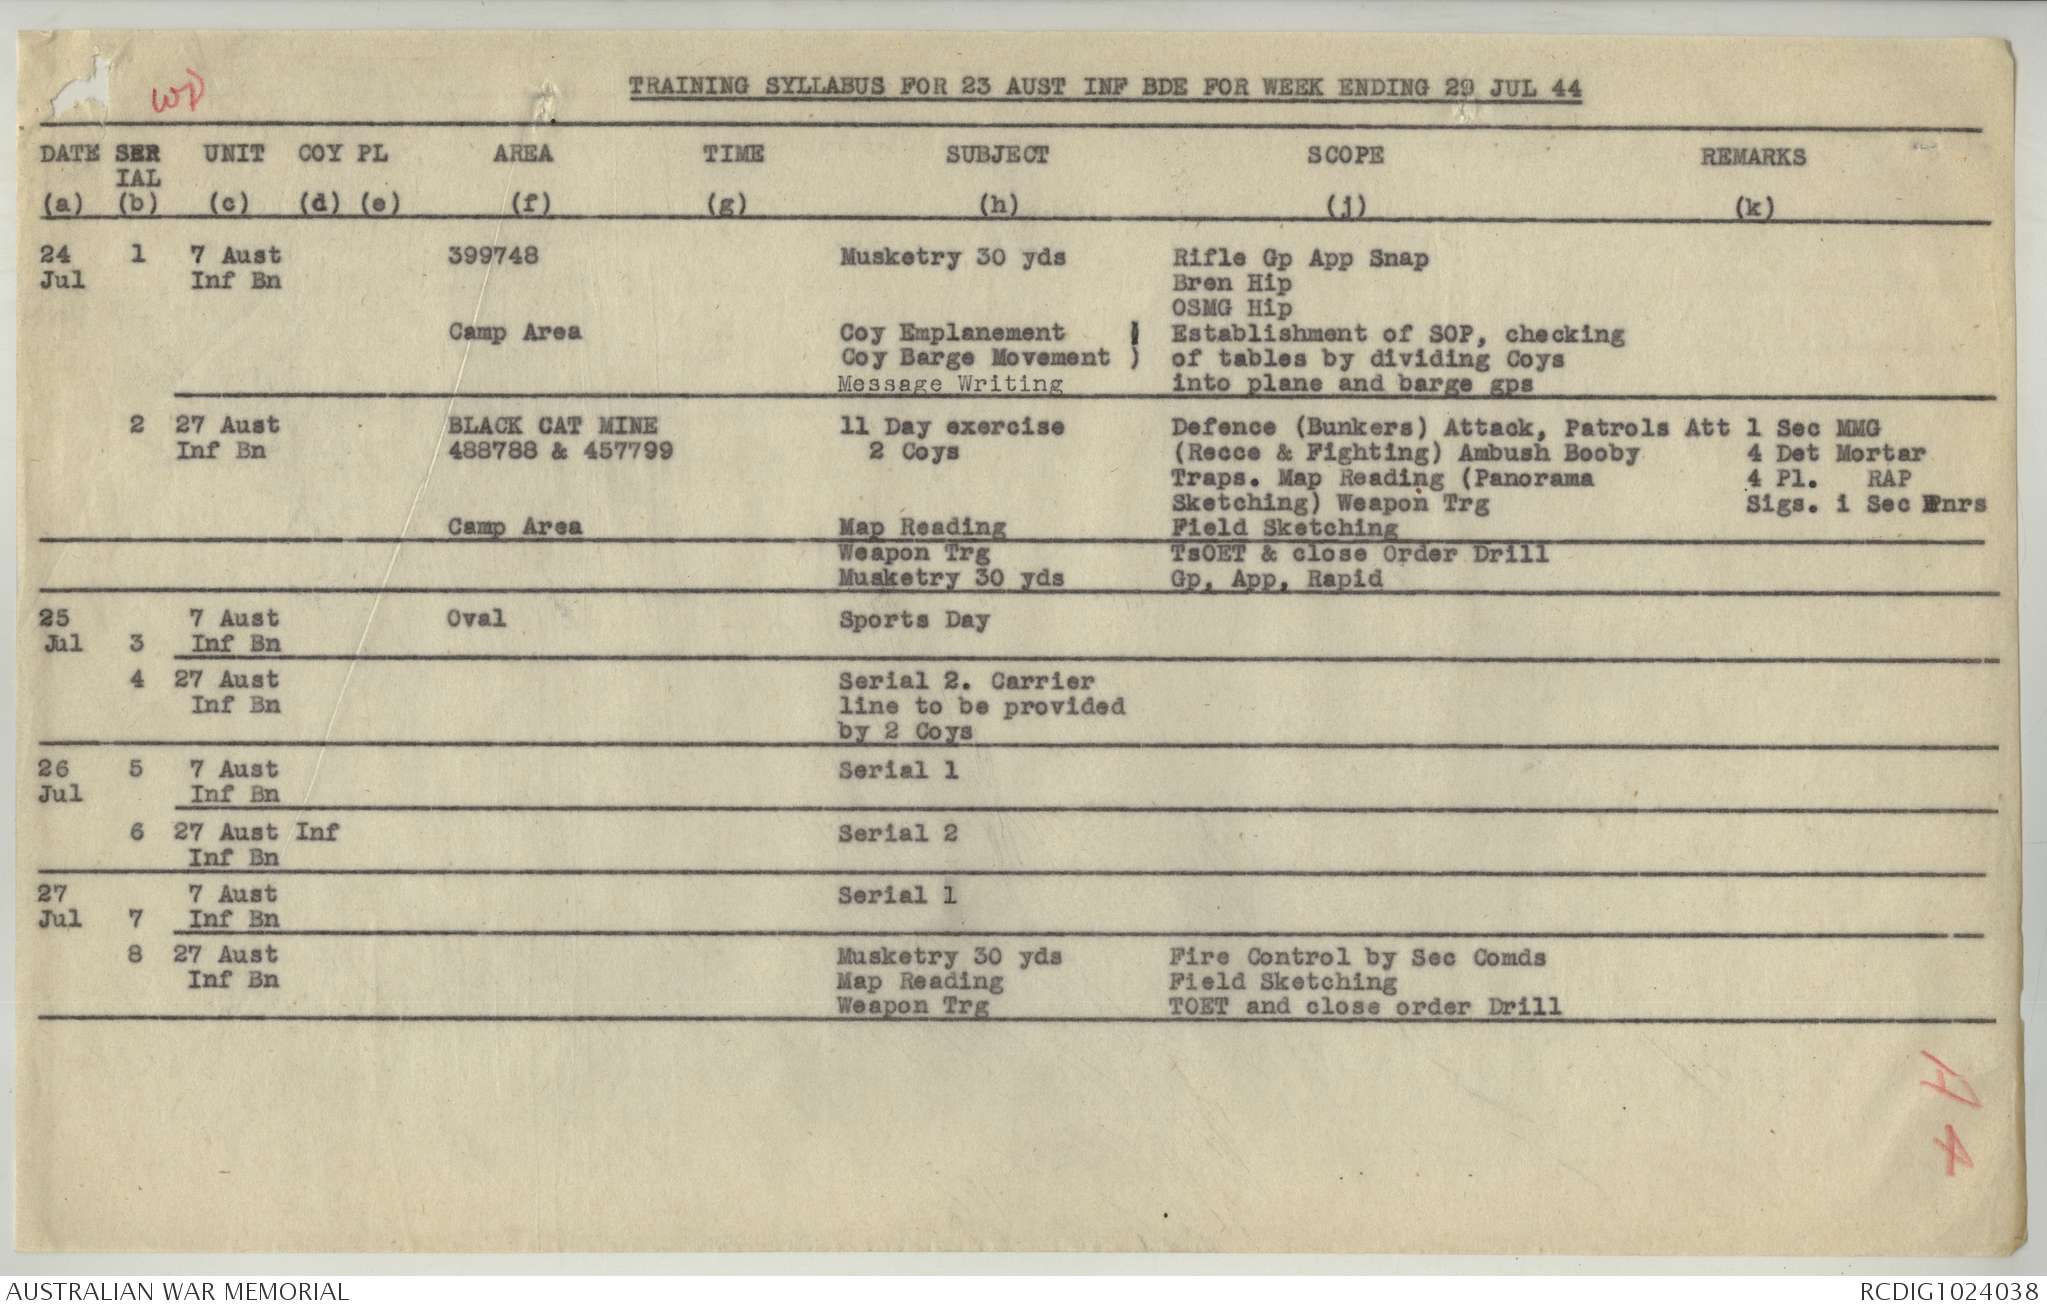 WD
TRAINING SYLLABUS FOR 23 AUST INF BDE FOR WEEK ENDING 29 JUL 44
DATE SER UNIT COY PL AREA TIME SUBJECT SCOPE REMARKS
IAL
(a) (b) (c) (d) (e) (f) (g) (h) (j) (k)
24 1 7 Aust 399748 Musketry 30 yds Rifle Gp App Snap
Jul Inf Bn Bren Hip
OSMG Hip
Camp Area Coy Emplanement ) Establishment of SOP, checking
Coy Barge Movement ) of tables by dividing Coys
Message Writing into plane and barge gps
2 27 Aust BLACK CAT MINE 11 Day exercise Defence (Bunkers) Attack, Patrols Att 1 Sec MMG
Inf Bn 488788 & 457799 2 Coys (Recce & Fighting) Ambush Booby 4 Det Mortar
Traps. Map Reading (Panorama 4 Pl. RAP
Sketching) Weapon Trg Sigs. 1 Sec Pnrs
Camp Area Map Reading Field Sketching
Weapon Trg TsOET & close Order Drill
Musketry 30 yds Gp, App, Rapid
25 7 Aust Oval Sports Day
Jul 3 Inf Bn
4 27 Aust Serial 2. Carrier
Inf Bn line to be provided
by 2 Coys
26 5 7 Aust Serial 1
Jul Inf Bn
6 27 Aust Inf Serial 2
Inf Bn
27 7 Aust Serial 1
Jul 7 Inf Bn
8 27 Aust Musketry 30 yds Fire Control by Sec Comds
Inf Bn Map Reading Field Sketching
Weapon Trg TOET and close order Drill
A 4
AUSTRALIAN WAR MEMORIAL RCDIG1024038